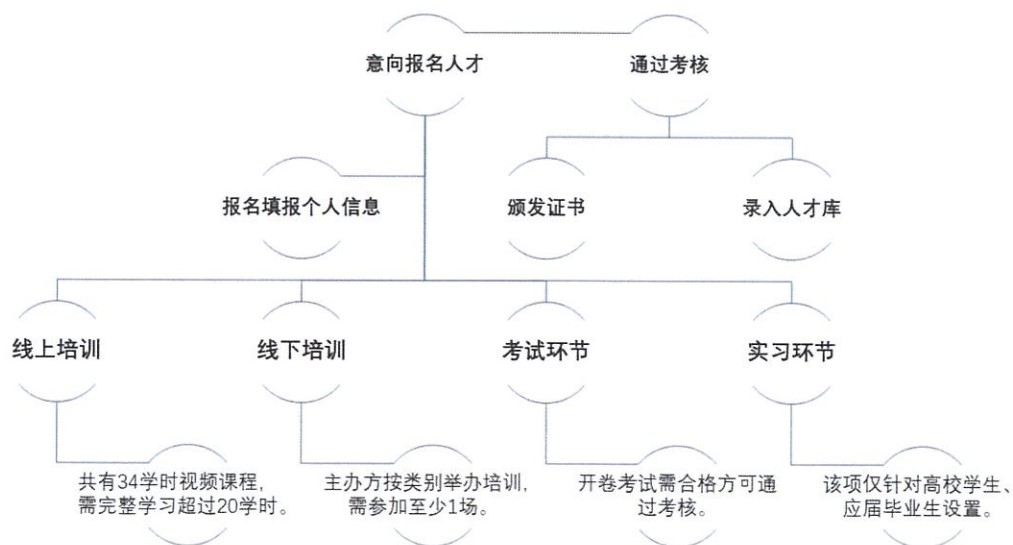 意向报名人才
通过考核
报名填报个人信息
颁发证书
录入人才库
线上培训
线下培训
考试环节
实习环节
共有34学时视频课程,
需完整学习超过20学时。
主办方按类别举办培训,
需参加至少1场。
开卷考试需合格方可通
过考核。
该项仅针对高校学生、
应届毕业生设置。